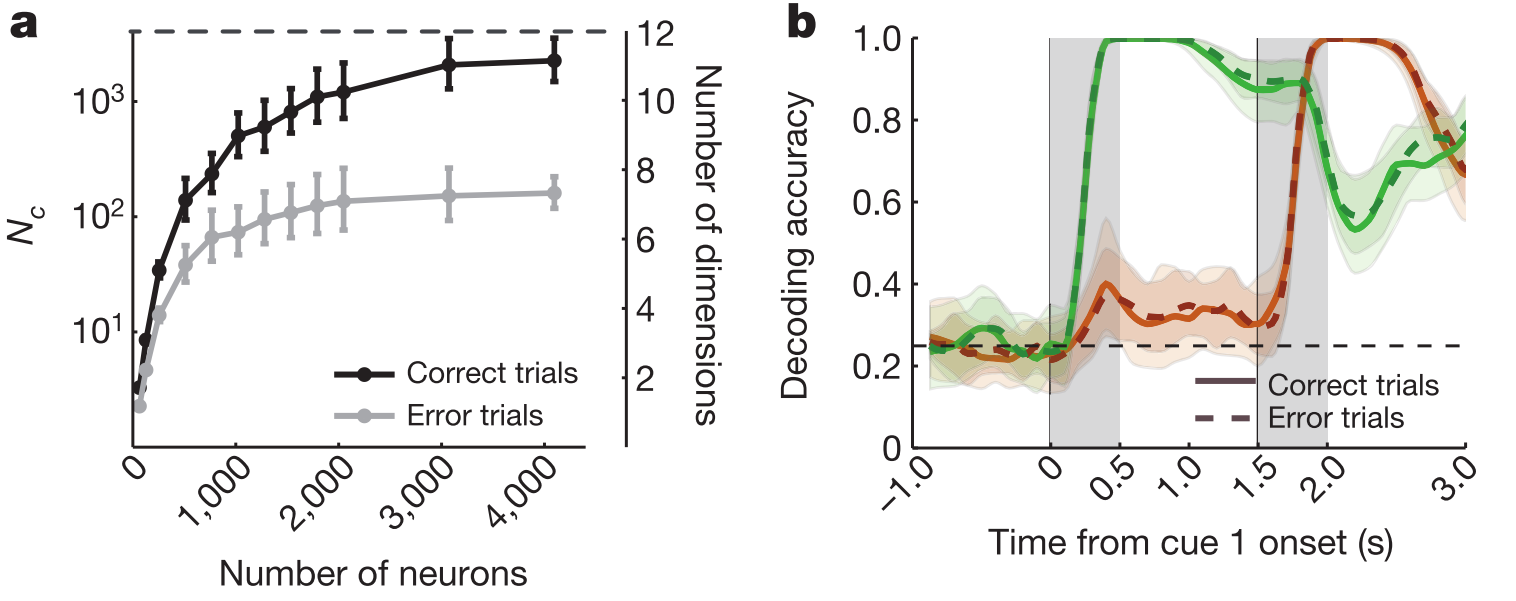 a
N_c
10³
10²
10¹
12
10
8
6
4
2
Number of dimensions
Correct trials
Error trials
0
1,000
2,000
3,000
4,000
Number of neurons
b
Decoding accuracy
1.0
0.8
0.6
0.4
0.2
0
Correct trials
Error trials
–1.0
0
0.5
1.0
1.5
2.0
3.0
Time from cue 1 onset (s)